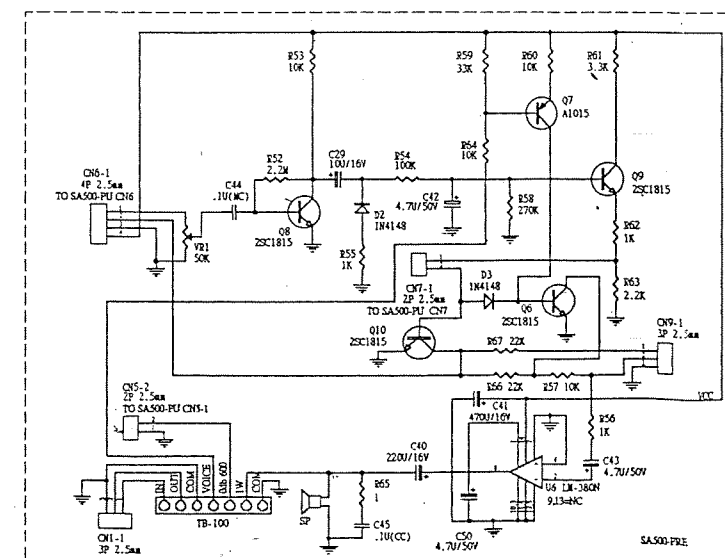 R53
10K
R59
33K
R60
10K
R61
3.3K
Q7
A1015
R64
10K
C29
10U/16V
R54
100K
R52
2.2M
CN6-1
4P 2.5mm
TO SA500-PU CN6
C44
.1U(MC)
Q9
2SC1815
C42
4.7U/50V
R58
270K
D2
1N4148
Q8
2SC1815
VR1
50K
R62
1K
R55
1K
CN7-1
2P 2.5mm
TO SA500-PU CN7
D3
1N4148
R63
2.2K
Q6
2SC1815
Q10
2SC1815
R67 22K
CN9-1
3P 2.5mm
R66 22K
R57 10K
VCC
CN5-2
2P 2.5mm
TO SA500-PU CN5-1
C41
470U/16V
R56
1K
C40
220U/16V
C43
4.7U/50V
IN
OUT
COM
VOICE
600
1W
COM
R65
1
U6 LM-380N
9,13=NC
SP
TB-100
C45
.1U(CC)
CN1-1
3P 2.5mm
C50
4.7U/50V
SA500-PRE